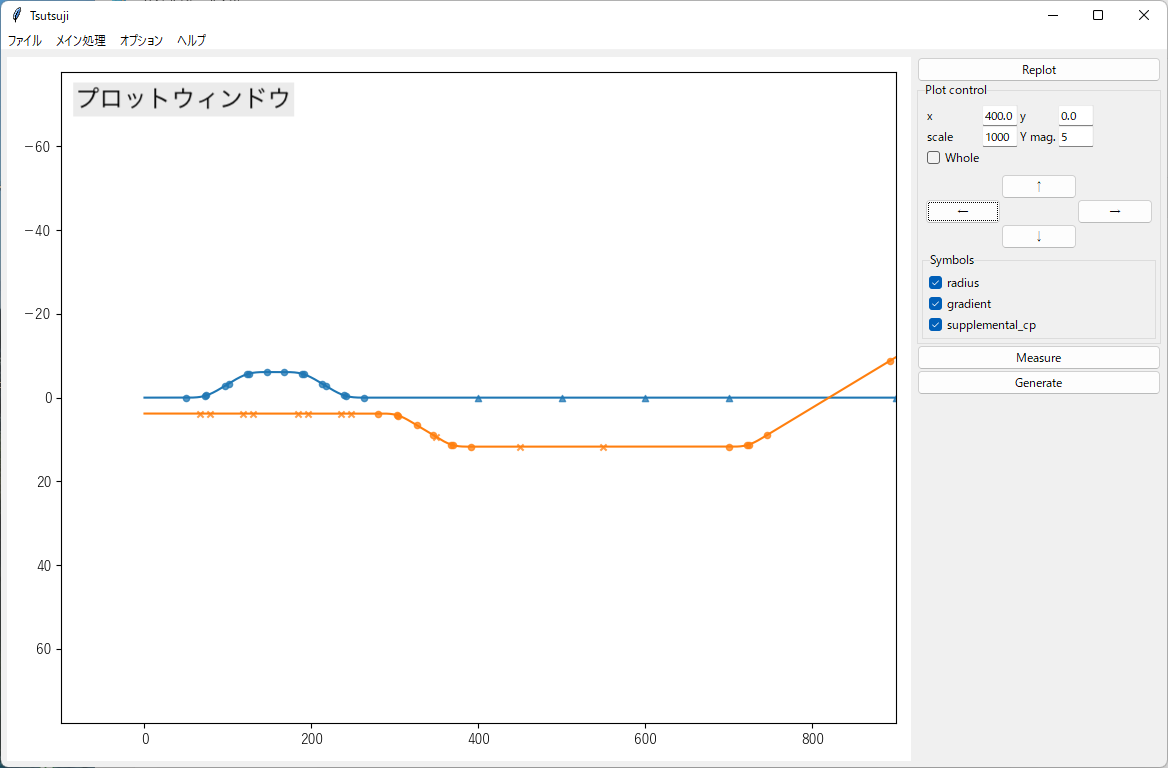 Tsutsuji
ファイル メイン処理 オプション ヘルプ
プロットウィンドウ
−60
−40
−20
0
20
40
60
0 200 400 600 800
Replot
Plot control
x 400.0 y 0.0
scale 1000 Y mag. 5
Whole
↑
← →
↓
Symbols
radius
gradient
supplemental_cp
Measure
Generate